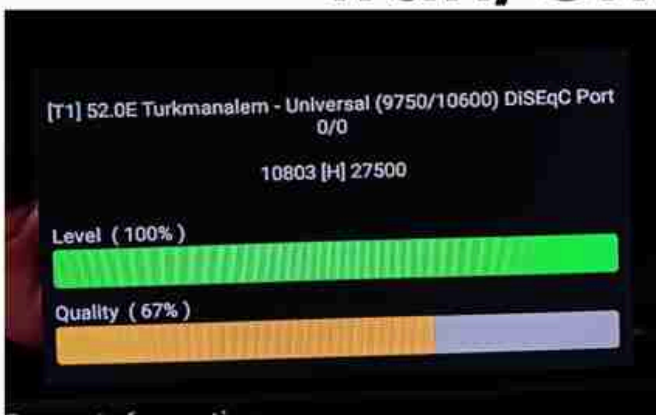 [T1] 52.0E Turkmanalem - Universal (9750/10600) DiSEqC Port
0/0
10803 [H] 27500
Level ( 100% )
Quality ( 67% )